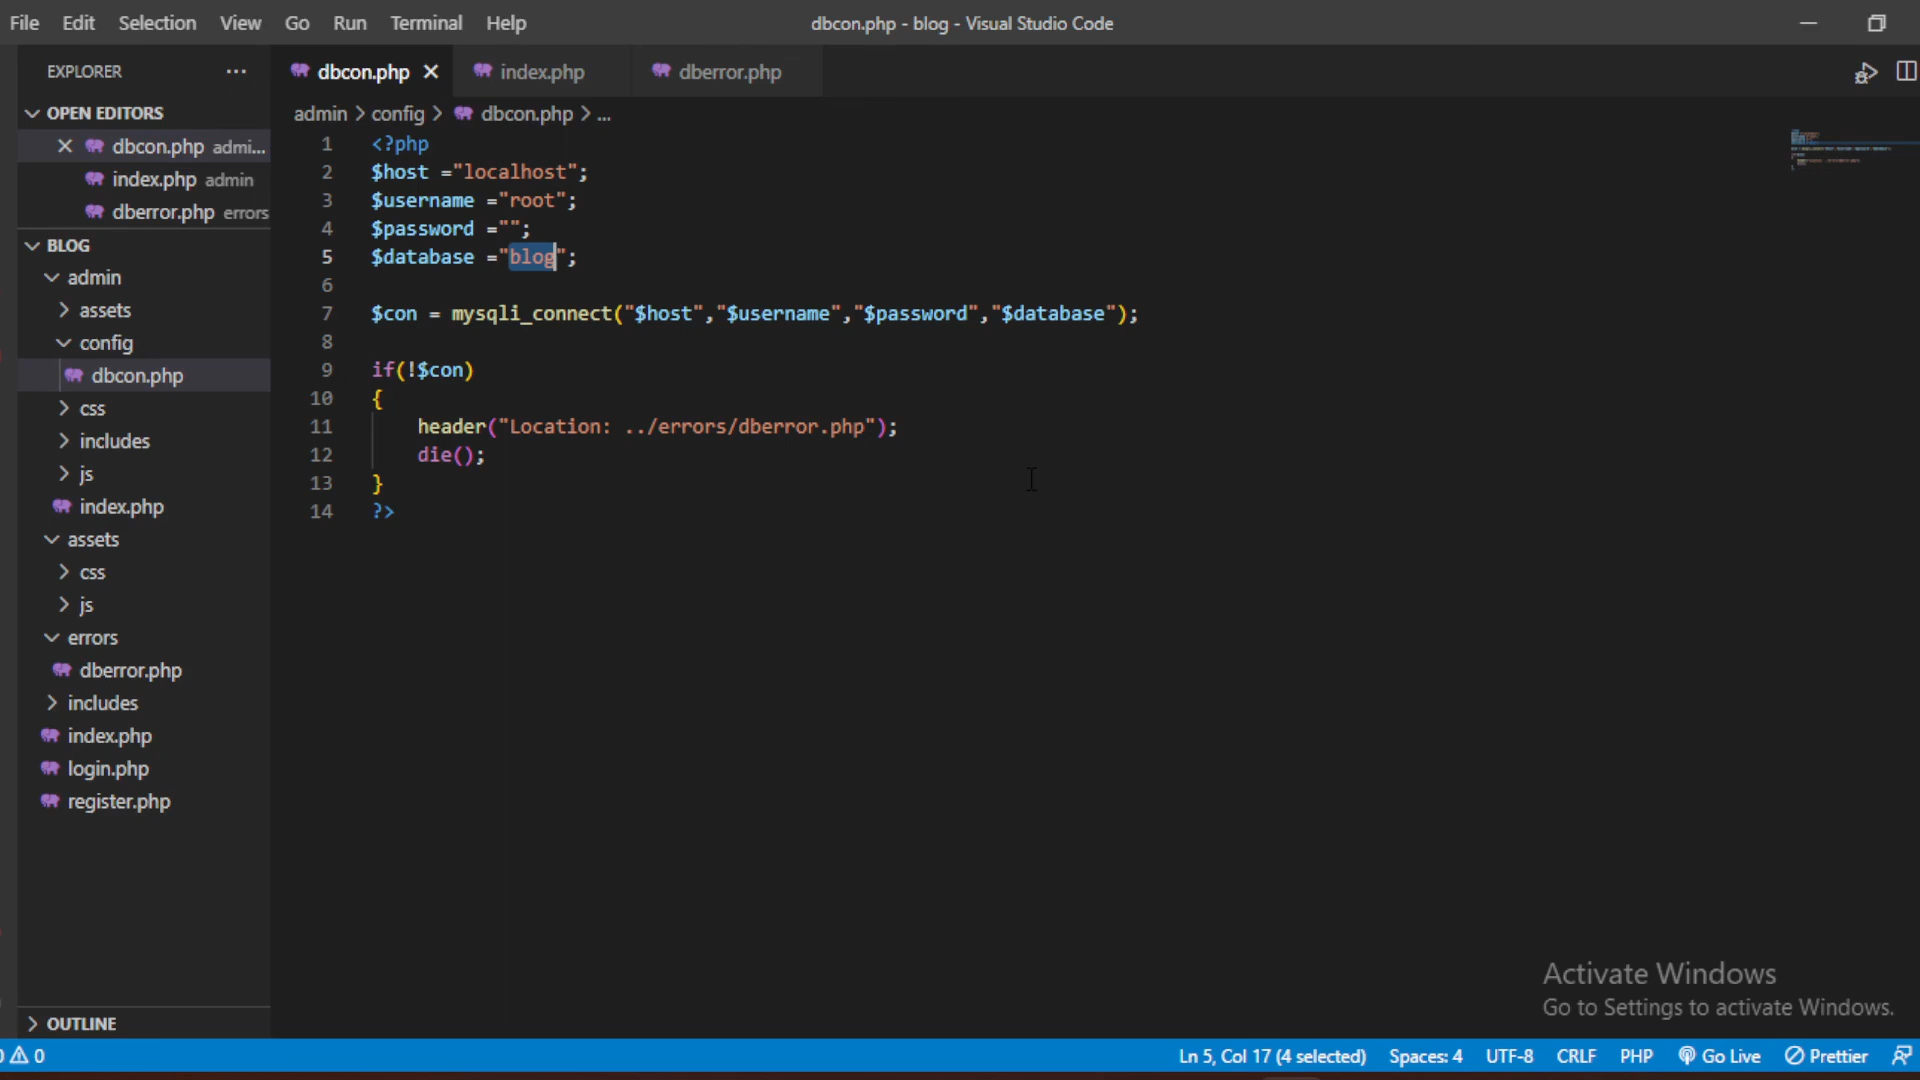 File Edit Selection View Go Run Terminal Help
dbcon.php - blog - Visual Studio Code
EXPLORER
dbcon.php
index.php
dberror.php
OPEN EDITORS
dbcon.php admi...
index.php admin
dberror.php errors
BLOG
admin
assets
config
dbcon.php
css
includes
js
index.php
assets
css
js
errors
dberror.php
includes
index.php
login.php
register.php
OUTLINE
admin > config > dbcon.php > ...
1 <?php
2 $host ="localhost";
3 $username ="root";
4 $password ="";
5 $database ="blog";
6
7 $con = mysqli_connect("$host","$username","$password","$database");
8
9 if(!$con)
10 {
11 header("Location: ../errors/dberror.php");
12 die();
13 }
14 ?>
Activate Windows
Go to Settings to activate Windows.
0 Ln 5, Col 17 (4 selected) Spaces: 4 UTF-8 CRLF PHP Go Live Prettier